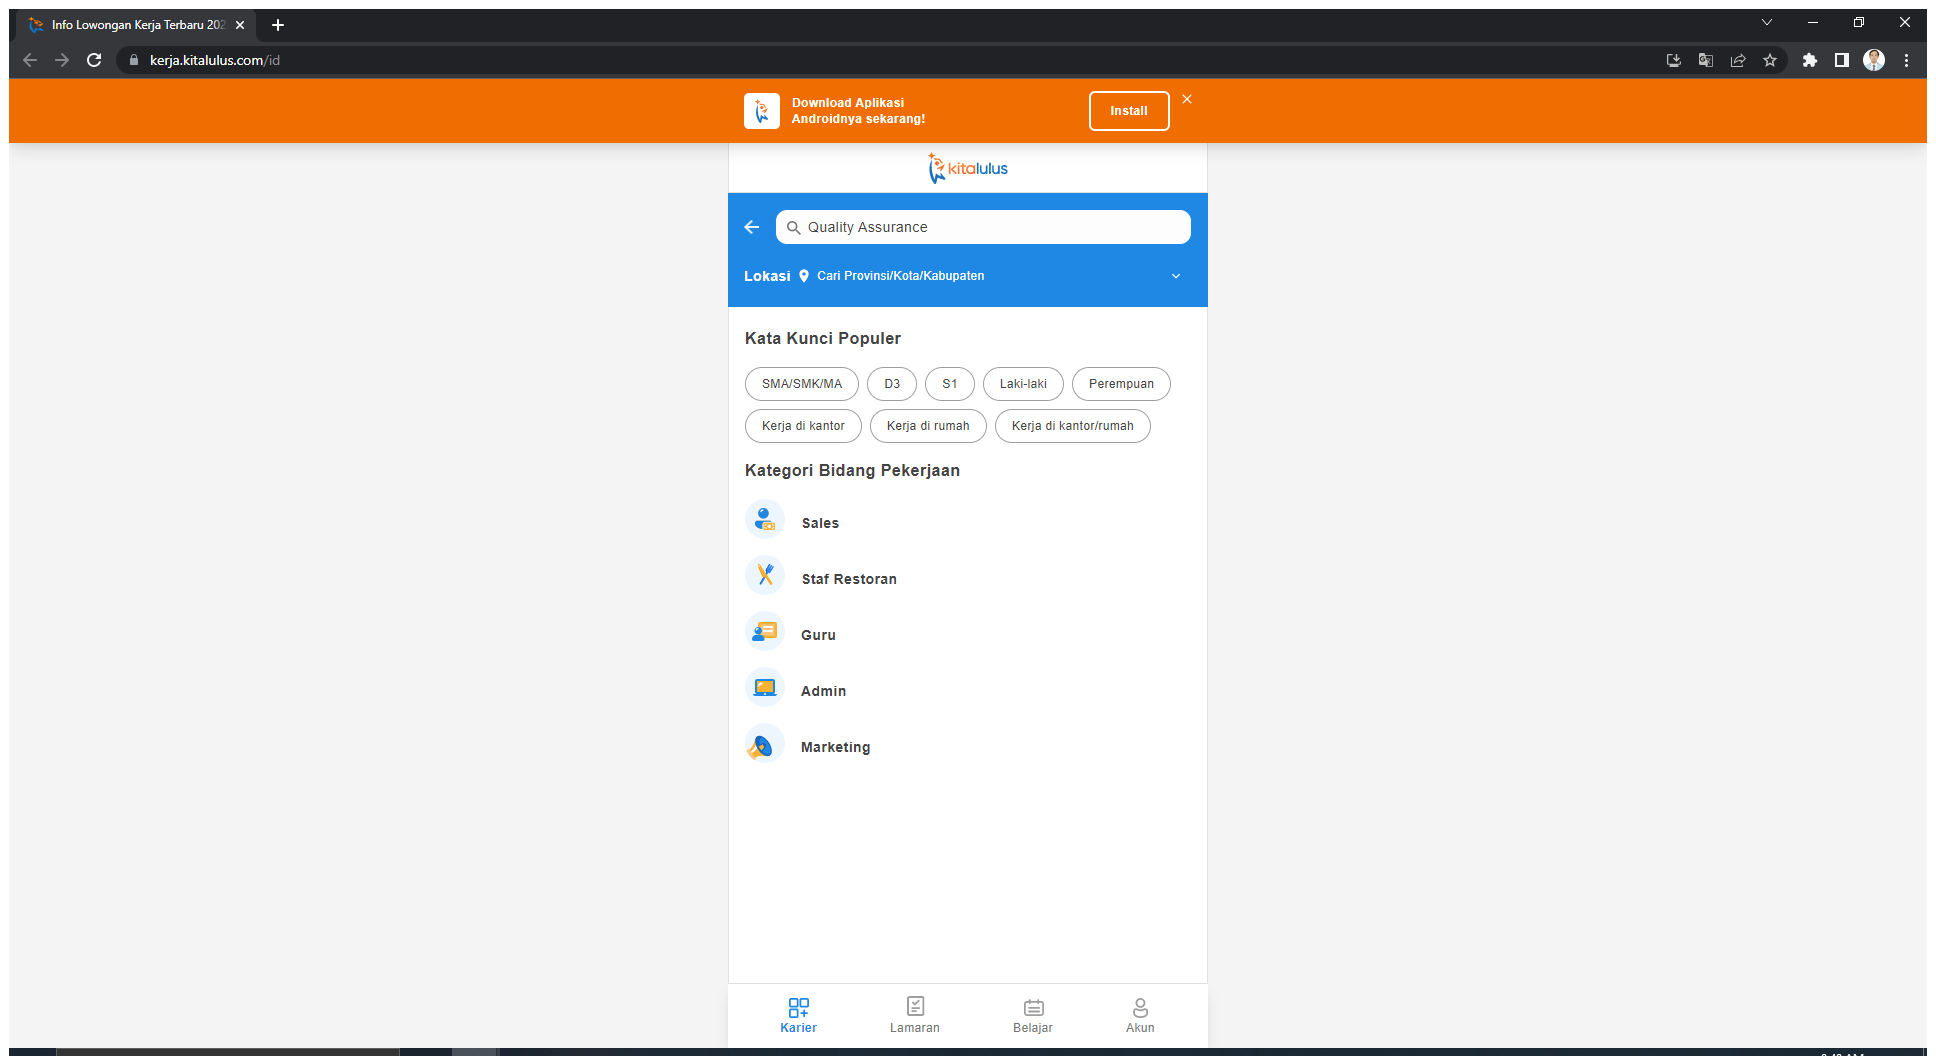 Info Lowongan Kerja Terbaru 202
kerja.kitalulus.com/id
Download Aplikasi
Androidnya sekarang!
Install
kitalulus
Quality Assurance
Lokasi Cari Provinsi/Kota/Kabupaten
Kata Kunci Populer
SMA/SMK/MA D3 S1 Laki-laki Perempuan
Kerja di kantor Kerja di rumah Kerja di kantor/rumah
Kategori Bidang Pekerjaan
Sales
Staf Restoran
Guru
Admin
Marketing
Karier Lamaran Belajar Akun